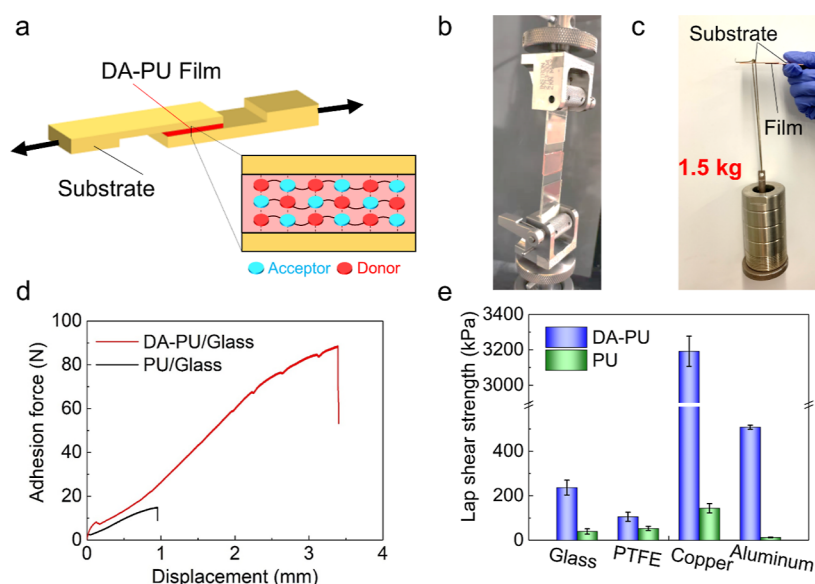 a
DA-PU Film
Substrate
Acceptor
Donor
b
c
Substrate
Film
1.5 kg
d
100
80
60
40
20
0
Adhesion force (N)
DA-PU/Glass
PU/Glass
0
1
2
3
4
Displacement (mm)
e
3400
3200
3000
400
200
0
Lap shear strength (kPa)
DA-PU
PU
Glass
PTFE
Copper
Aluminum